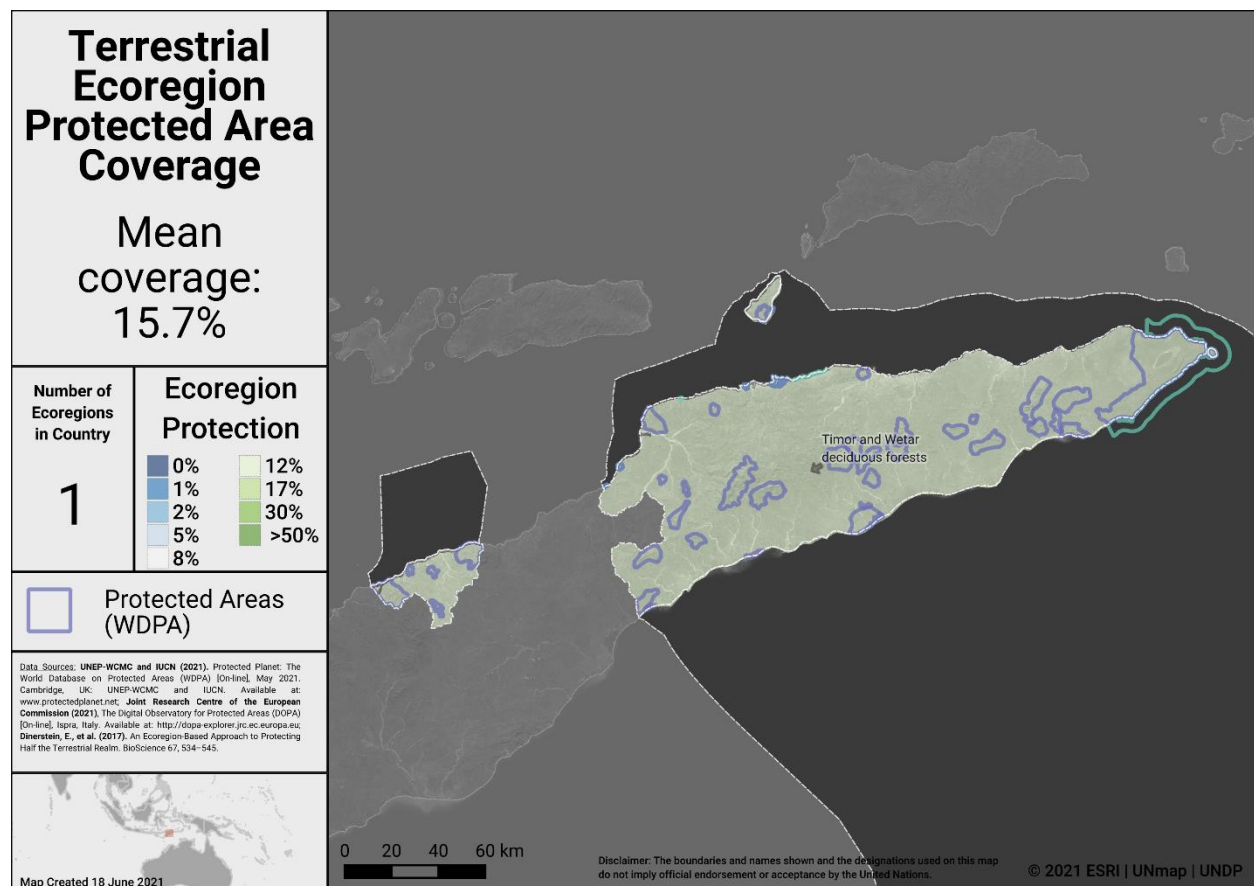 Terrestrial
Ecoregion
Protected Area
Coverage
Mean
coverage:
15.7%
Number of
Ecoregions
in Country
1
Ecoregion
Protection
0%
1%
2%
5%
8%
12%
17%
30%
>50%
Protected Areas
(WDPA)
Data Sources: UNEP-WCMC and IUCN (2021). Protected Planet: The
World Database on Protected Areas (WDPA) [On-line], May 2021.
Cambridge, UK: UNEP-WCMC and IUCN. Available at:
www.protectedplanet.net; Joint Research Centre of the European
Commission (2021), The Digital Observatory for Protected Areas (DOPA)
[On-line], Ispra, Italy. Available at: http://dopa-explorer.jrc.ec.europa.eu;
Dinerstein, E., et al. (2017). An Ecoregion-Based Approach to Protecting
Half the Terrestrial Realm. BioScience 67, 534–545.
Map Created 18 June 2021
Timor and Wetar
deciduous forests
0 20 40 60 km
Disclaimer: The boundaries and names shown and the designations used on this map
do not imply official endorsement or acceptance by the United Nations.
© 2021 ESRI | UNmap | UNDP